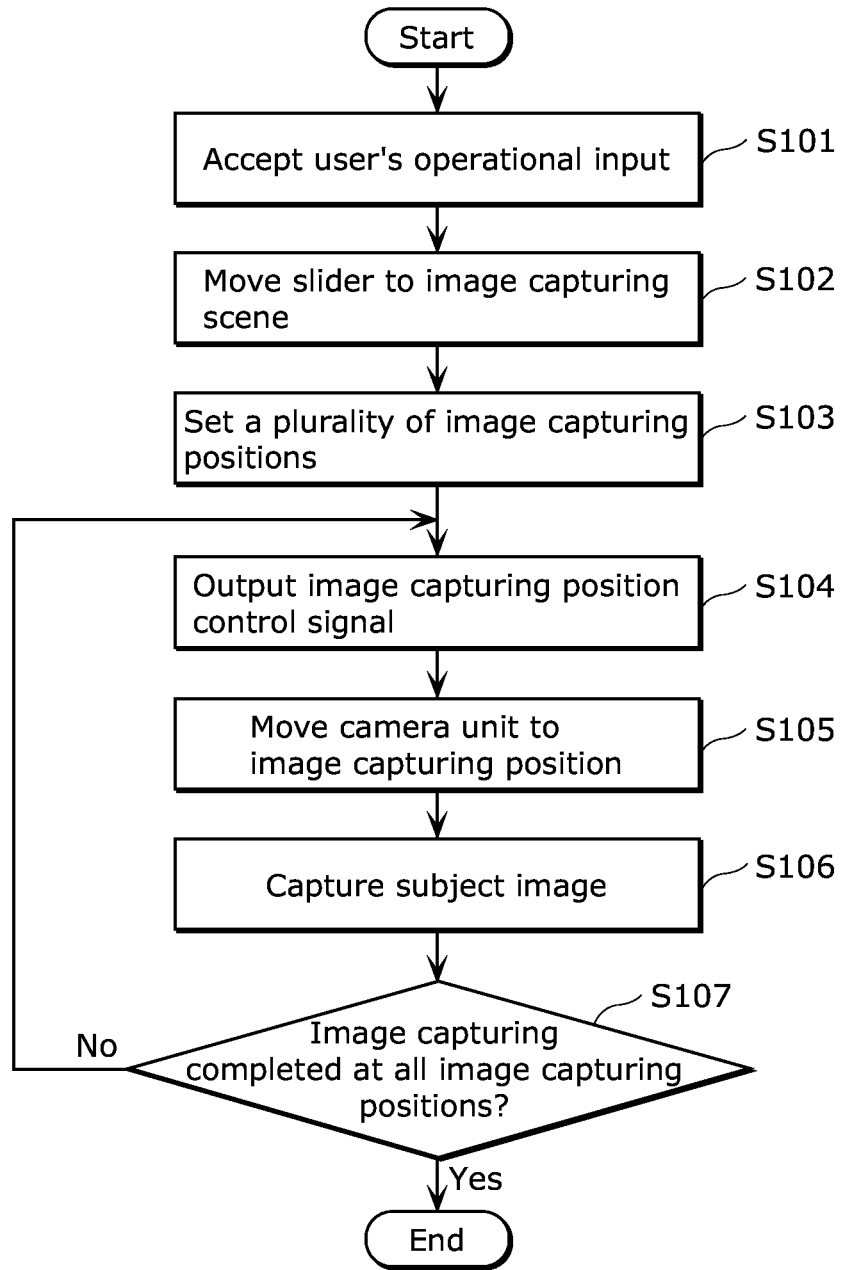 Start
Accept user's operational input
S101
Move slider to image capturing
scene
S102
Set a plurality of image capturing
positions
S103
Output image capturing position
control signal
S104
Move camera unit to
image capturing position
S105
Capture subject image
S106
Image capturing
completed at all image capturing
positions?
S107
No
Yes
End